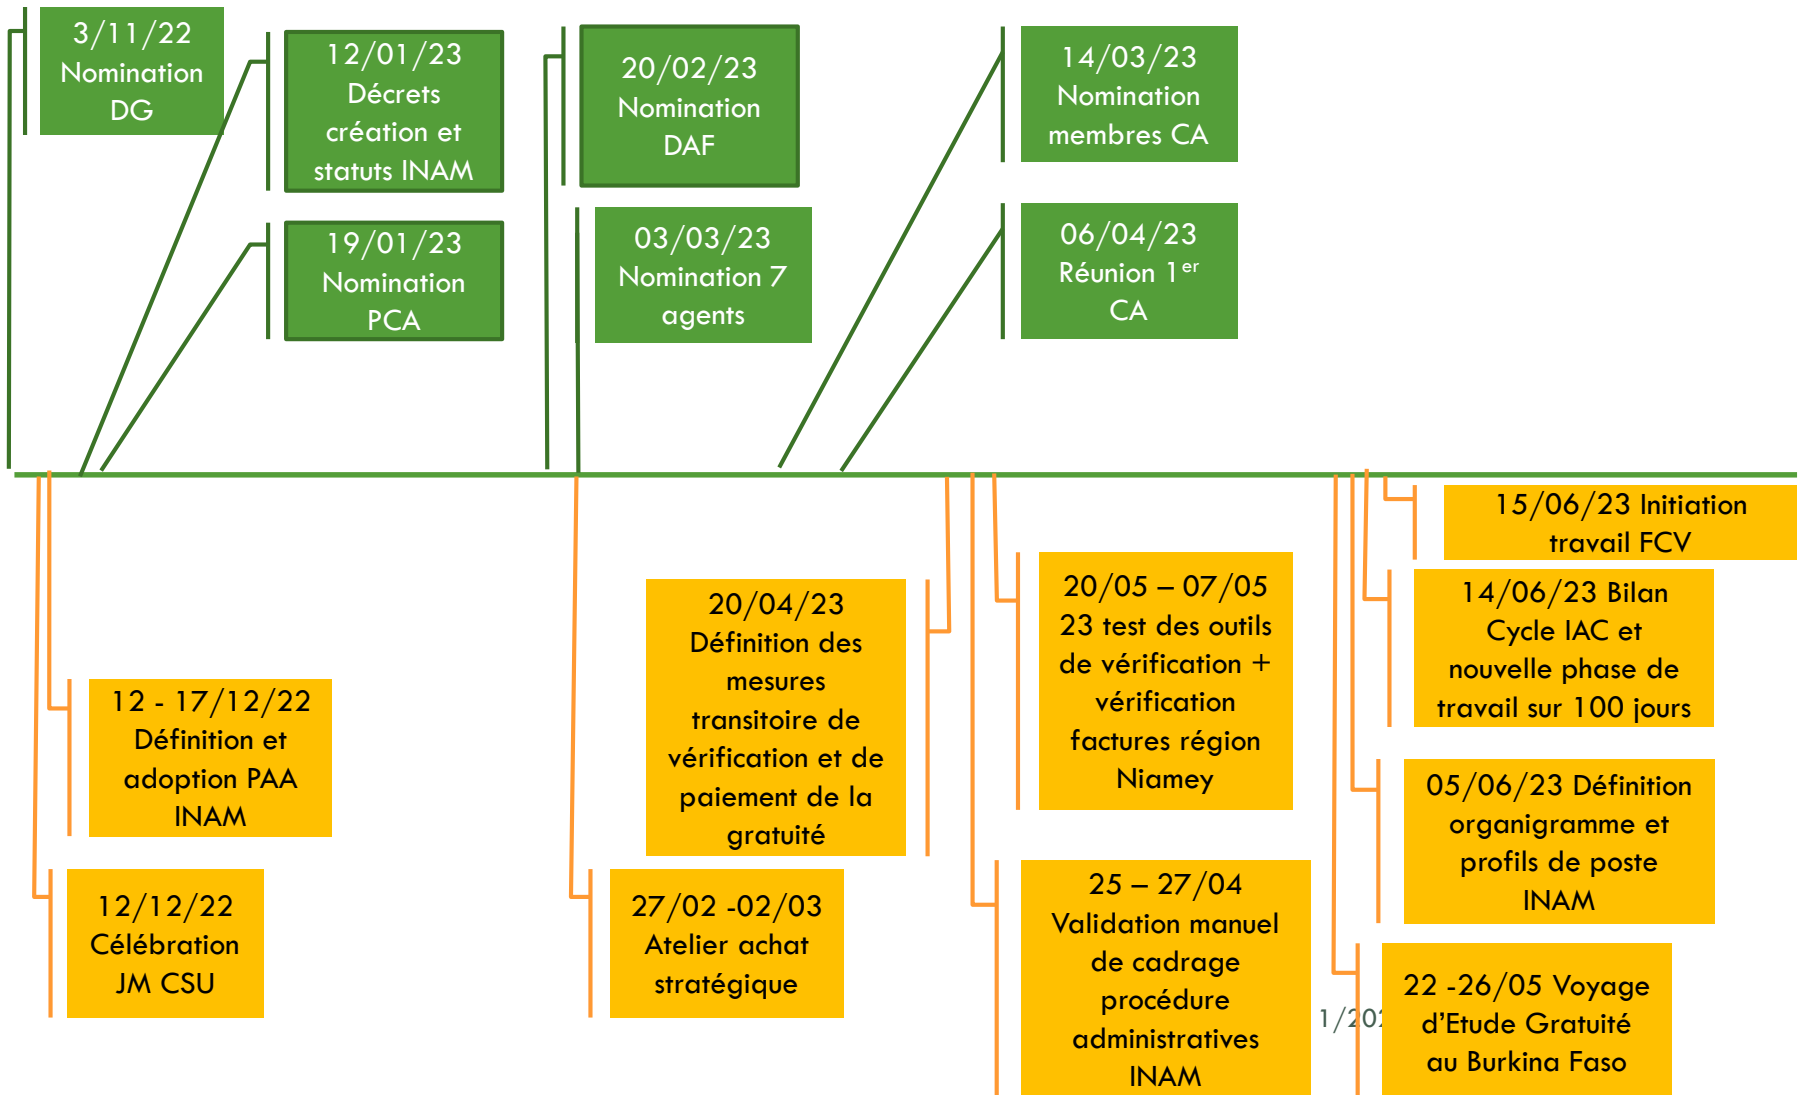 3/11/22
Nomination
DG
12/01/23
Décrets
création et
statuts INAM
19/01/23
Nomination
PCA
20/02/23
Nomination
DAF
03/03/23
Nomination 7
agents
14/03/23
Nomination
membres CA
06/04/23
Réunion 1er
CA
12 - 17/12/22
Définition et
adoption PAA
INAM
12/12/22
Célébration
JM CSU
27/02 -02/03
Atelier achat
stratégique
20/04/23
Définition des
mesures
transitoire de
vérification et de
paiement de la
gratuité
20/05 – 07/05
23 test des outils
de vérification +
vérification
factures région
Niamey
25 – 27/04
Validation manuel
de cadrage
procédure
administratives
INAM
15/06/23 Initiation
travail FCV
14/06/23 Bilan
Cycle IAC et
nouvelle phase de
travail sur 100 jours
05/06/23 Définition
organigramme et
profils de poste
INAM
22 -26/05 Voyage
d’Etude Gratuité
au Burkina Faso